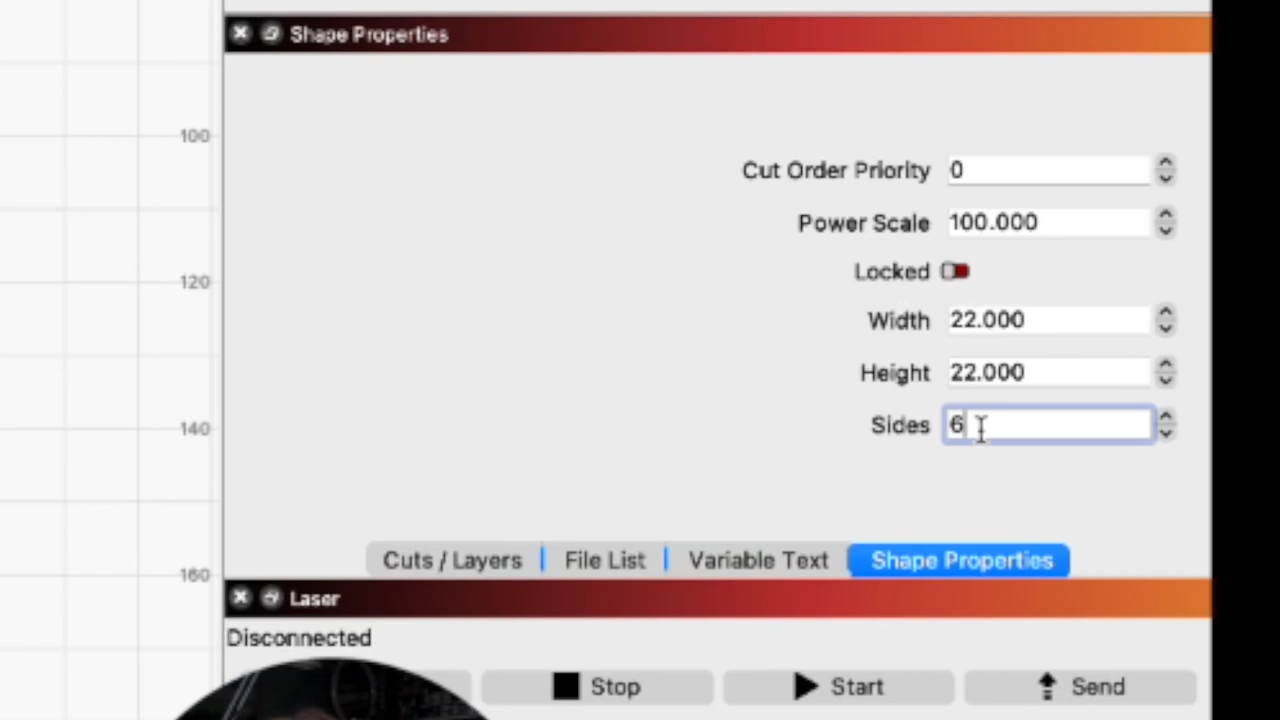 Shape Properties
100
Cut Order Priority 0
Power Scale 100.000
120
Locked
Width 22.000
Height 22.000
140
Sides 6
Cuts / Layers File List Variable Text Shape Properties
160
Laser
Disconnected
Stop Start Send